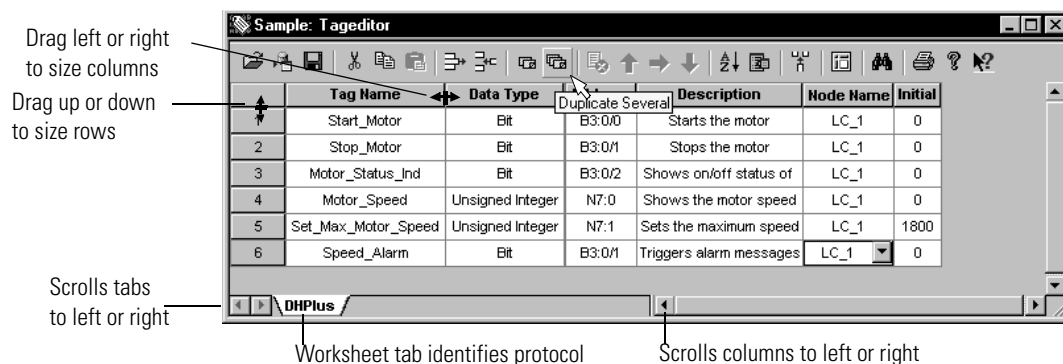 Sample: Tageditor
Drag left or right
to size columns
Drag up or down
to size rows
Tag Name Data Type Description Node Name Initial
Duplicate Several
Start_Motor Bit B3:0/0 Starts the motor LC_1 0
2 Stop_Motor Bit B3:0/1 Stops the motor LC_1 0
3 Motor_Status_Ind Bit B3:0/2 Shows on/off status of LC_1 0
4 Motor_Speed Unsigned Integer N7:0 Shows the motor speed LC_1 0
5 Set_Max_Motor_Speed Unsigned Integer N7:1 Sets the maximum speed LC_1 1800
6 Speed_Alarm Bit B3:0/1 Triggers alarm messages LC_1 0
Scrolls tabs
to left or right
DHPlus
Worksheet tab identifies protocol
Scrolls columns to left or right